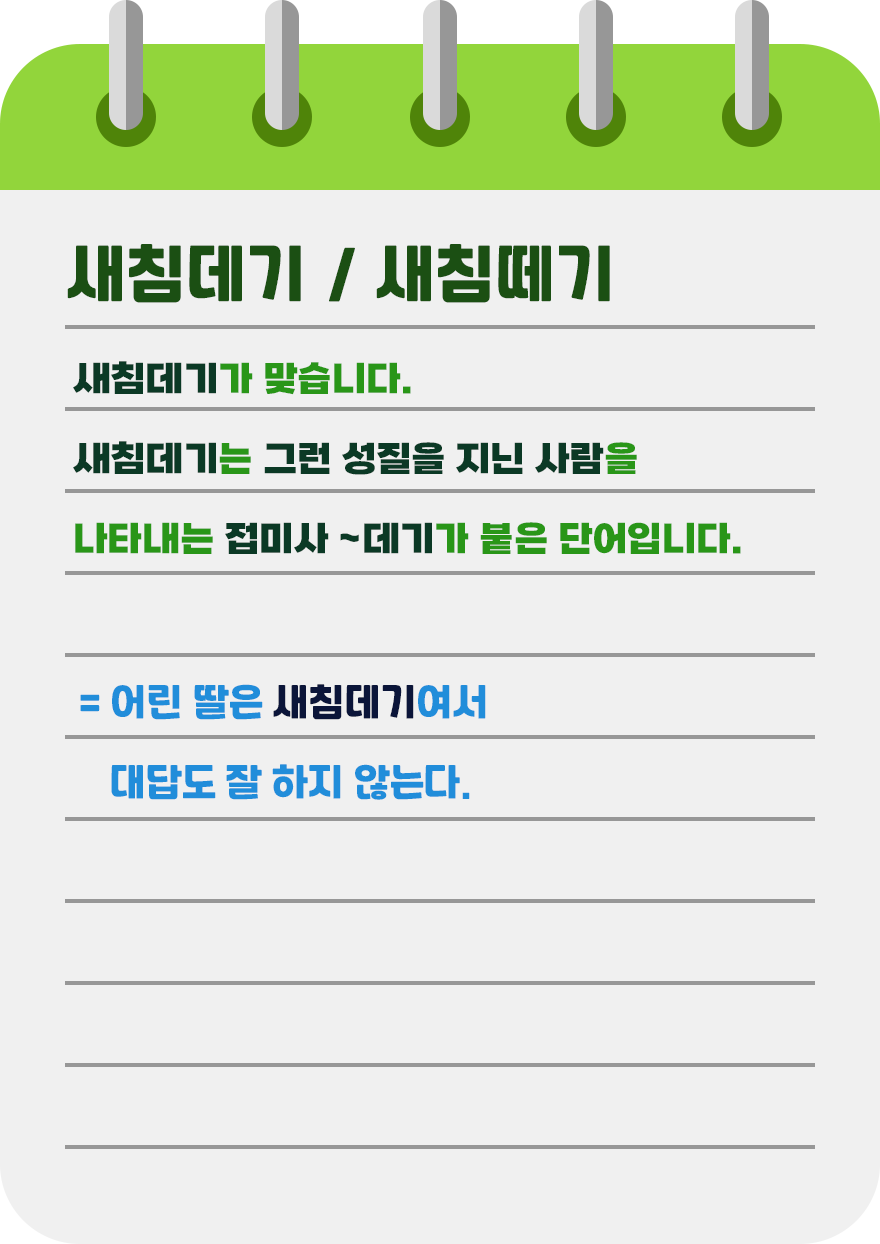 새침데기 / 새침떼기
새침데기가 맞습니다.
새침데기는 그런 성질을 지닌 사람을
나타내는 접미사 ~데기가 붙은 단어입니다.
= 어린 딸은 새침데기여서
대답도 잘 하지 않는다.